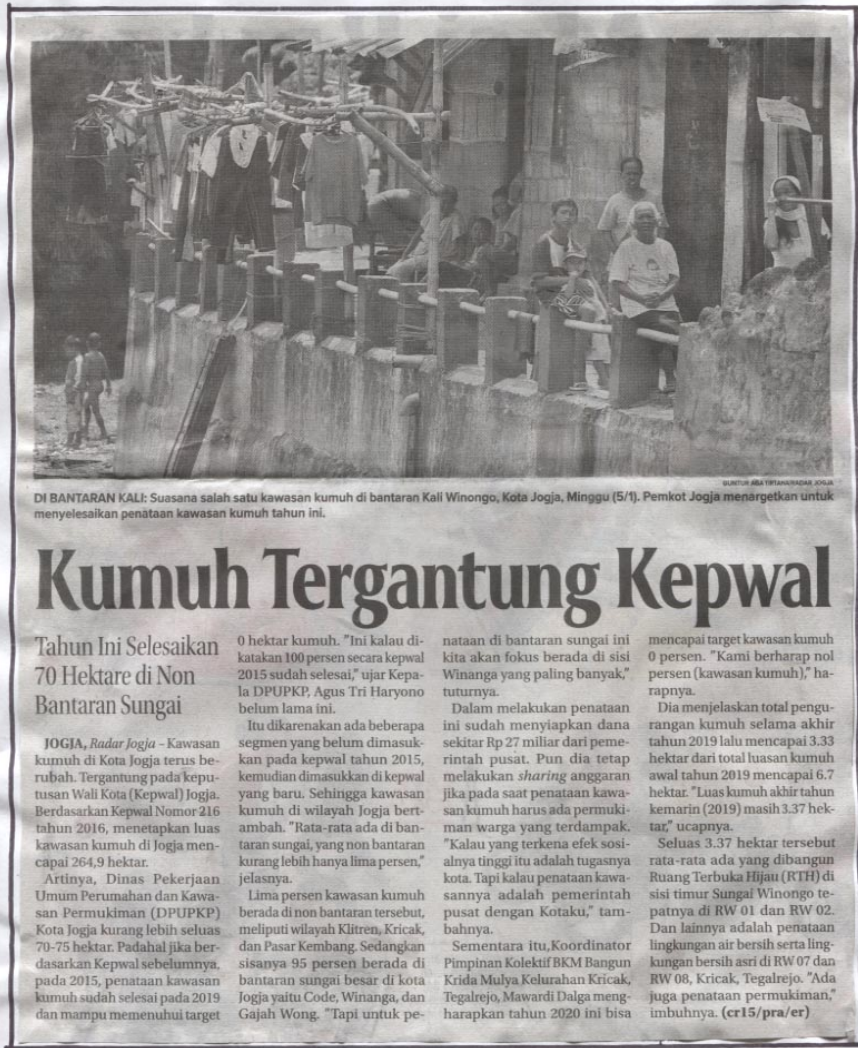 DI BANTARAN KALI: Suasana salah satu kawasan kumuh di bantaran Kali Winongo, Kota Jogja, Minggu (5/1). Pemkot Jogja menargetkan untuk
menyelesaikan penataan kawasan kumuh tahun ini.
Kumuh Tergantung Kepwal
Tahun Ini Selesaikan
70 Hektare di Non
Bantaran Sungai
JOGJA, Radar Jogja – Kawasan
kumuh di Kota Jogja terus be-
rubah. Tergantung pada kepu-
tusan Wali Kota (Kepwal) Jogja.
Berdasarkan Kepwal Nomor 216
tahun 2016, menetapkan luas
kawasan kumuh di Jogja men-
capai 264,9 hektar.
Artinya, Dinas Pekerjaan
Umum Perumahan dan Kawa-
san Permukiman (DPUPKP)
Kota Jogja kurang lebih seluas
70-75 hektar. Padahal jika ber-
dasarkan Kepwal sebelumnya,
pada 2015, penataan kawasan
kumuh sudah selesai pada 2019
dan mampu memenuhui target
0 hektar kumuh. "Ini kalau di-
katakan 100 persen secara kepwal
2015 sudah selesai," ujar Kepa-
la DPUPKP, Agus Tri Haryono
belum lama ini.
Itu dikarenakan ada beberapa
segmen yang belum dimasuk-
kan pada kepwal tahun 2015,
kemudian dimasukkan di kepwal
yang baru. Sehingga kawasan
kumuh di wilayah Jogja bert-
ambah. "Rata-rata ada di ban-
taran sungai, yang non bantaran
kurang lebih hanya lima persen,"
jelasnya.
Lima persen kawasan kumuh
berada di non bantaran tersebut,
meliputi wilayah Klitren, Kricak,
dan Pasar Kembang. Sedangkan
sisanya 95 persen berada di
bantaran sungai besar di kota
Jogja yaitu Code, Winanga, dan
Gajah Wong. "Tapi untuk pe-
nataan di bantaran sungai ini
kita akan fokus berada di sisi
Winanga yang paling banyak,"
tuturnya.
Dalam melakukan penataan
ini sudah menyiapkan dana
sekitar Rp 27 miliar dari peme-
rintah pusat. Pun dia tetap
melakukan sharing anggaran
jika pada saat penataan kawa-
san kumuh harus ada permuki-
man warga yang terdampak.
"Kalau yang terkena efek sosi-
alnya tinggi itu adalah tugasnya
kota. Tapi kalau penataan kawa-
sannya adalah pemerintah
pusat dengan Kotaku," tam-
bahnya.
Sementara itu,Koordinator
Pimpinan Kolektif BKM Bangun
Krida Mulya Kelurahan Kricak,
Tegalrejo, Mawardi Dalga meng-
harapkan tahun 2020 ini bisa
mencapai target kawasan kumuh
0 persen. "Kami berharap nol
persen (kawasan kumuh)," ha-
rapnya.
Dia menjelaskan total pengu-
rangan kumuh selama akhir
tahun 2019 lalu mencapai 3.33
hektar dari total luasan kumuh
awal tahun 2019 mencapai 6.7
hektar. "Luas kumuh akhir tahun
kemarin (2019) masih 3.37 hek-
tar," ucapnya.
Seluas 3.37 hektar tersebut
rata-rata ada yang dibangun
Ruang Terbuka Hijau (RTH) di
sisi timur Sungai Winongo te-
patnya di RW 01 dan RW 02.
Dan lainnya adalah penataan
lingkungan air bersih serta ling-
kungan bersih asri di RW 07 dan
RW 08, Kricak, Tegalrejo. "Ada
juga penataan permukiman,"
imbuhnya. (cr15/pra/er)